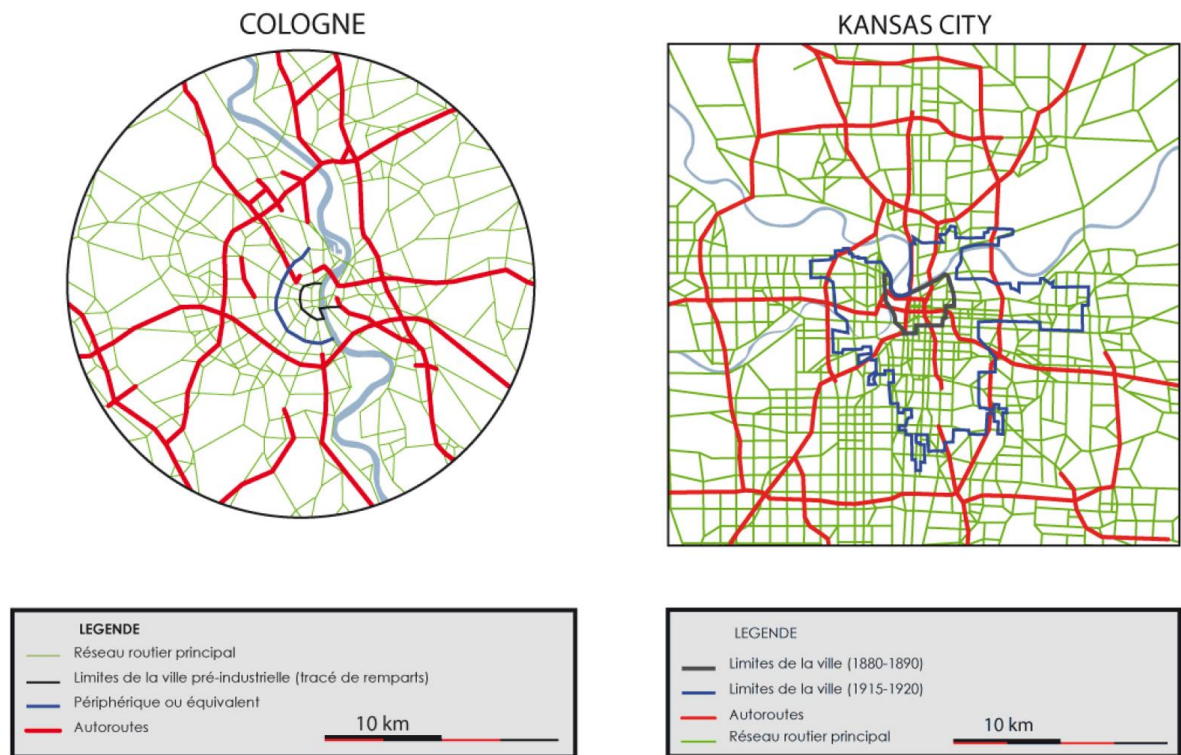 COLOGNE
KANSAS CITY
LEGENDE
Réseau routier principal
Limites de la ville pré-industrielle (tracé de remparts)
Périphérique ou équivalent
Autoroutes
10 km
LEGENDE
Limites de la ville (1880-1890)
Limites de la ville (1915-1920)
Autoroutes
Réseau routier principal
10 km